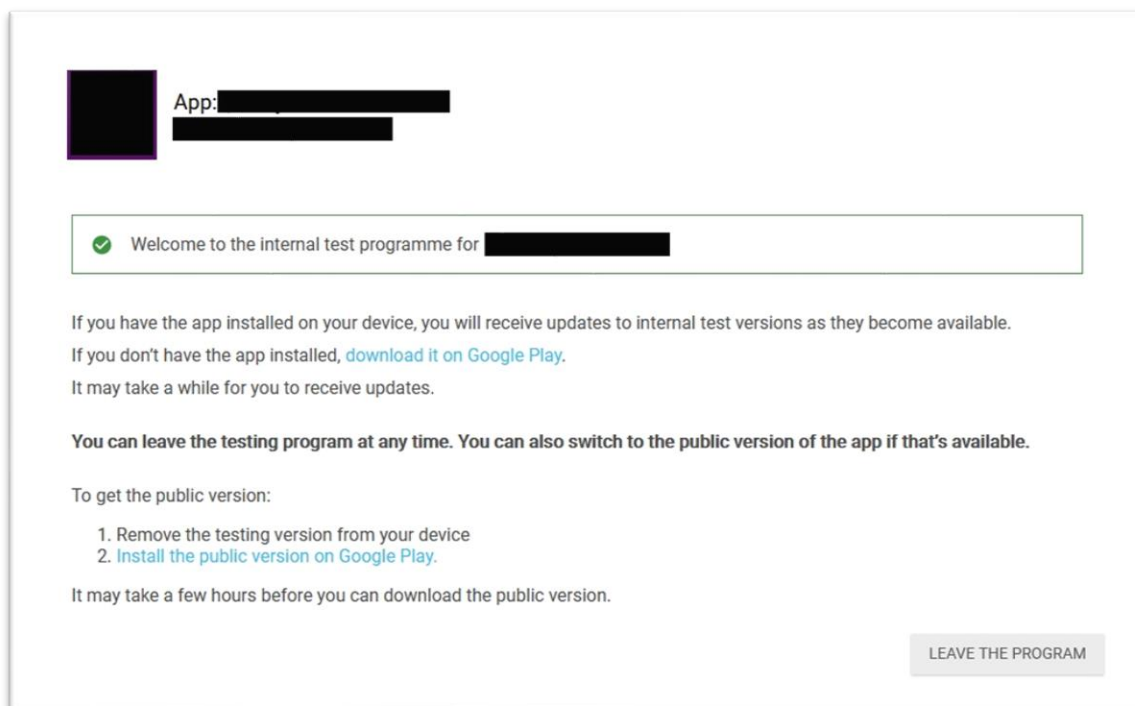 App:
Welcome to the internal test programme for
If you have the app installed on your device, you will receive updates to internal test versions as they become available.
If you don't have the app installed, download it on Google Play.
It may take a while for you to receive updates.
You can leave the testing program at any time. You can also switch to the public version of the app if that's available.
To get the public version:
1. Remove the testing version from your device
2. Install the public version on Google Play.
It may take a few hours before you can download the public version.
LEAVE THE PROGRAM